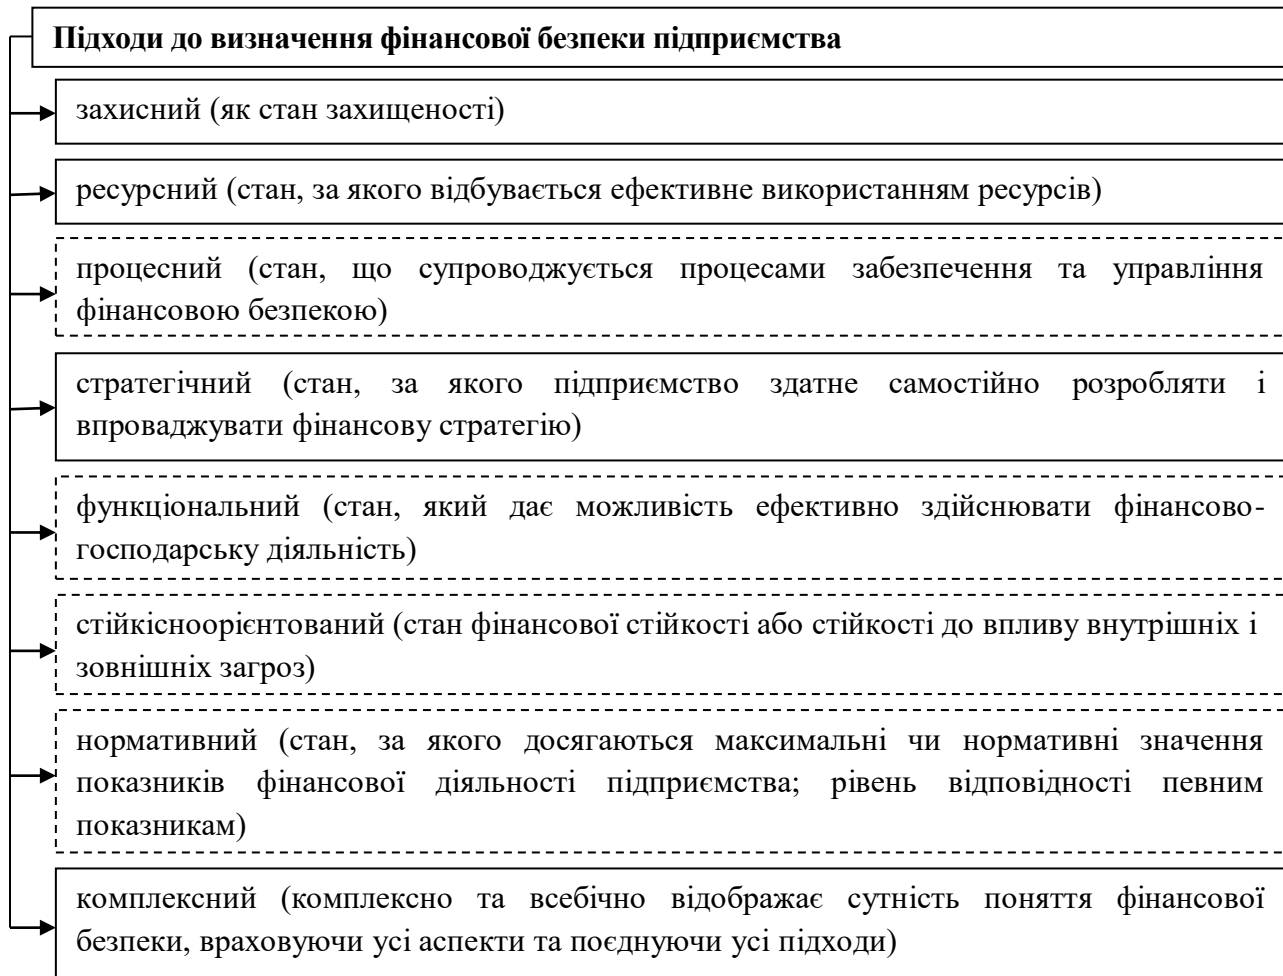 Підходи до визначення фінансової безпеки підприємства
захисний (як стан захищеності)
ресурсний (стан, за якого відбувається ефективне використанням ресурсів)
процесний (стан, що супроводжується процесами забезпечення та управління
фінансовою безпекою)
стратегічний (стан, за якого підприємство здатне самостійно розробляти і
впроваджувати фінансову стратегію)
функціональний (стан, який дає можливість ефективно здійснювати фінансово-
господарську діяльність)
стійкісноорієнтований (стан фінансової стійкості або стійкості до впливу внутрішніх і
зовнішніх загроз)
нормативний (стан, за якого досягаються максимальні чи нормативні значення
показників фінансової діяльності підприємства; рівень відповідності певним
показникам)
комплексний (комплексно та всебічно відображає сутність поняття фінансової
безпеки, враховуючи усі аспекти та поєднуючи усі підходи)